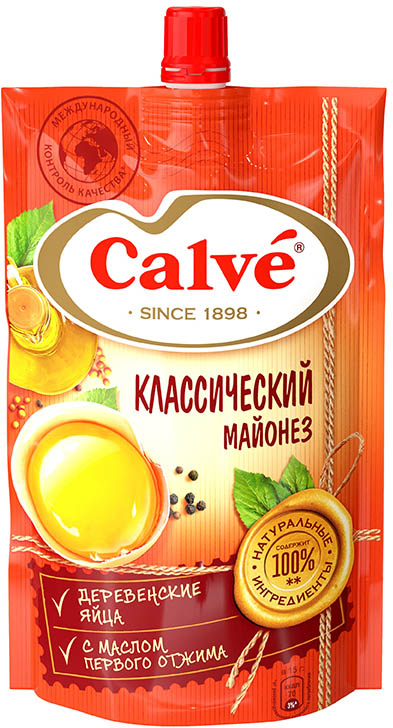 МЕЖДУНАРОДНЫЙ
КОНТРОЛЬ КАЧЕСТВА
Calvé®
· SINCE 1898 ·
КЛАССИЧЕСКИЙ
МАЙОНЕЗ
НАТУРАЛЬНЫЕ
СОДЕРЖИТ
100%
**
ИНГРЕДИЕНТЫ
ДЕРЕВЕНСКИЕ
ЯЙЦА
С МАСЛОМ
ПЕРВОГО ОТЖИМА